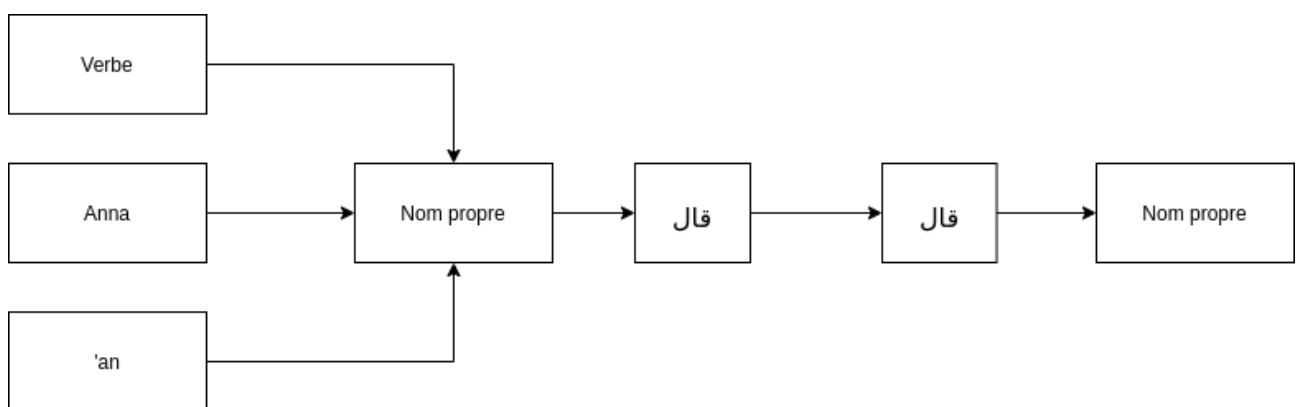 Verbe
Anna
Nom propre
قال
قال
Nom propre
'an